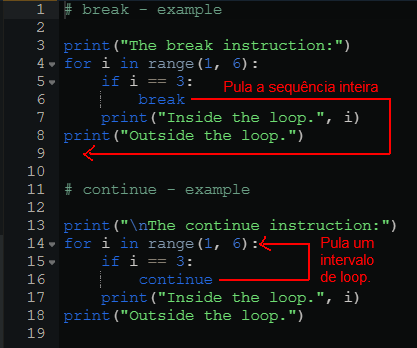 1 # break - example
2
3 print("The break instruction:")
4 for i in range(1, 6):
5     if i == 3:
6         break
Pula a sequência inteira
7     print("Inside the loop.", i)
8 print("Outside the loop.")
9
10
11 # continue - example
12
13 print("\nThe continue instruction:")
14 for i in range(1, 6):
15     if i == 3:
16         continue
Pula um
intervalo
de loop.
17     print("Inside the loop.", i)
18 print("Outside the loop.")
19